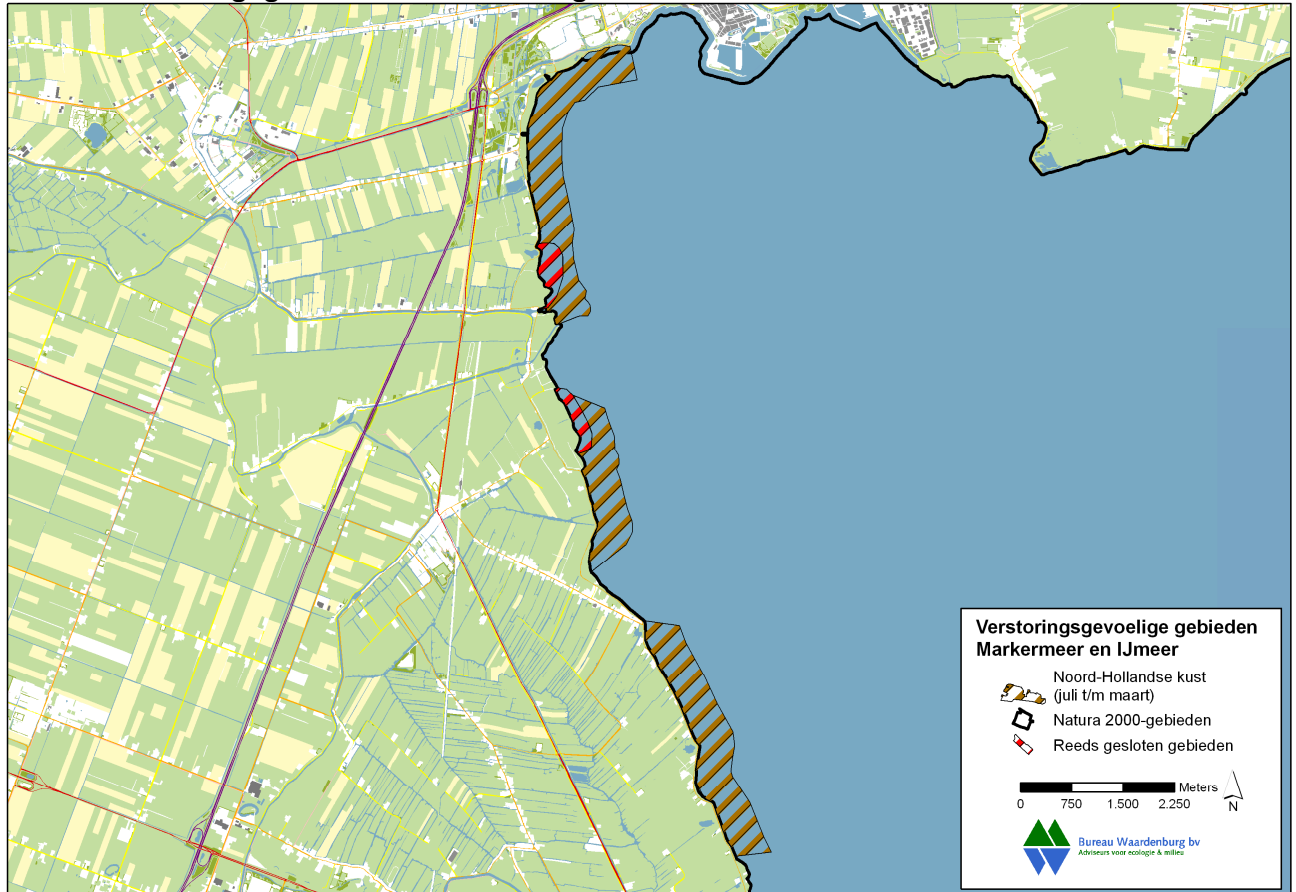 Verstoringsgevoelige gebieden
Markermeer en IJmeer
Noord-Hollandse kust
(juli t/m maart)
Natura 2000-gebieden
Reeds gesloten gebieden
Meters
0 750 1.500 2.250
N
Bureau Waardenburg bv
Adviseurs voor ecologie & milieu